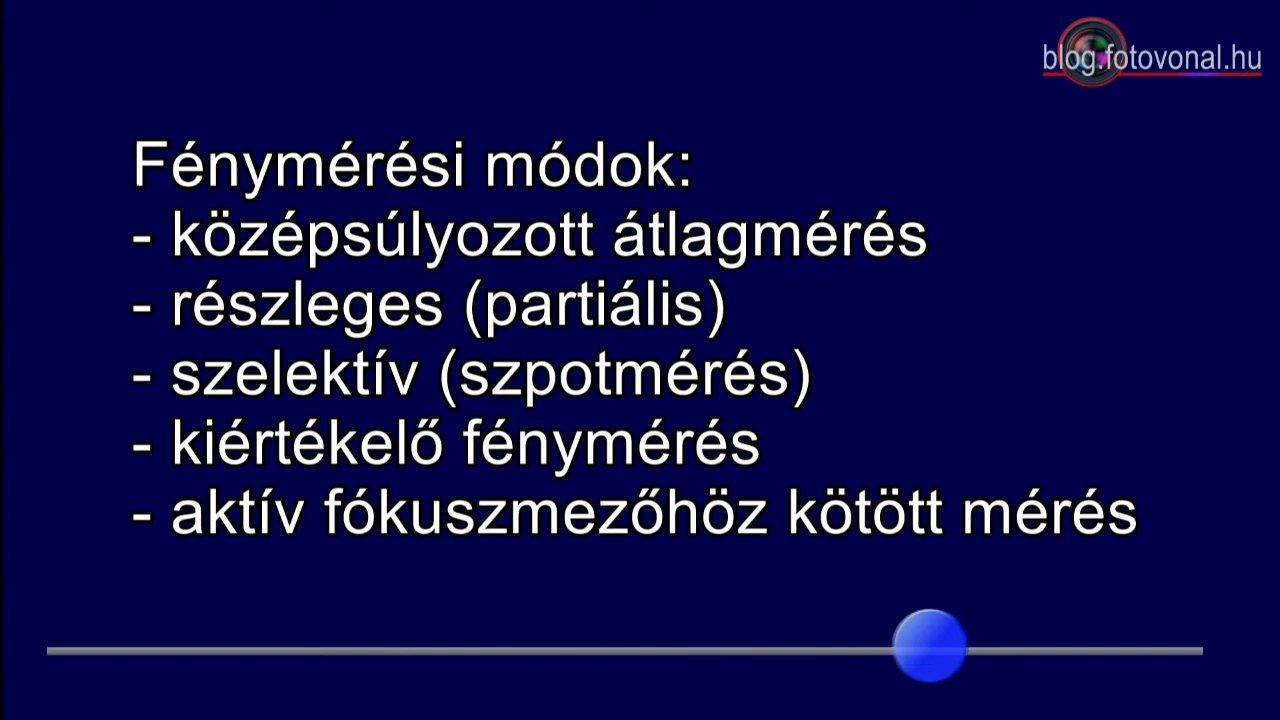 blog.fotovonal.hu
Fénymérési módok:
- középsúlyozott átlagmérés
- részleges (partiális)
- szelektív (szpotmérés)
- kiértékelő fénymérés
- aktív fókuszmezőhöz kötött mérés